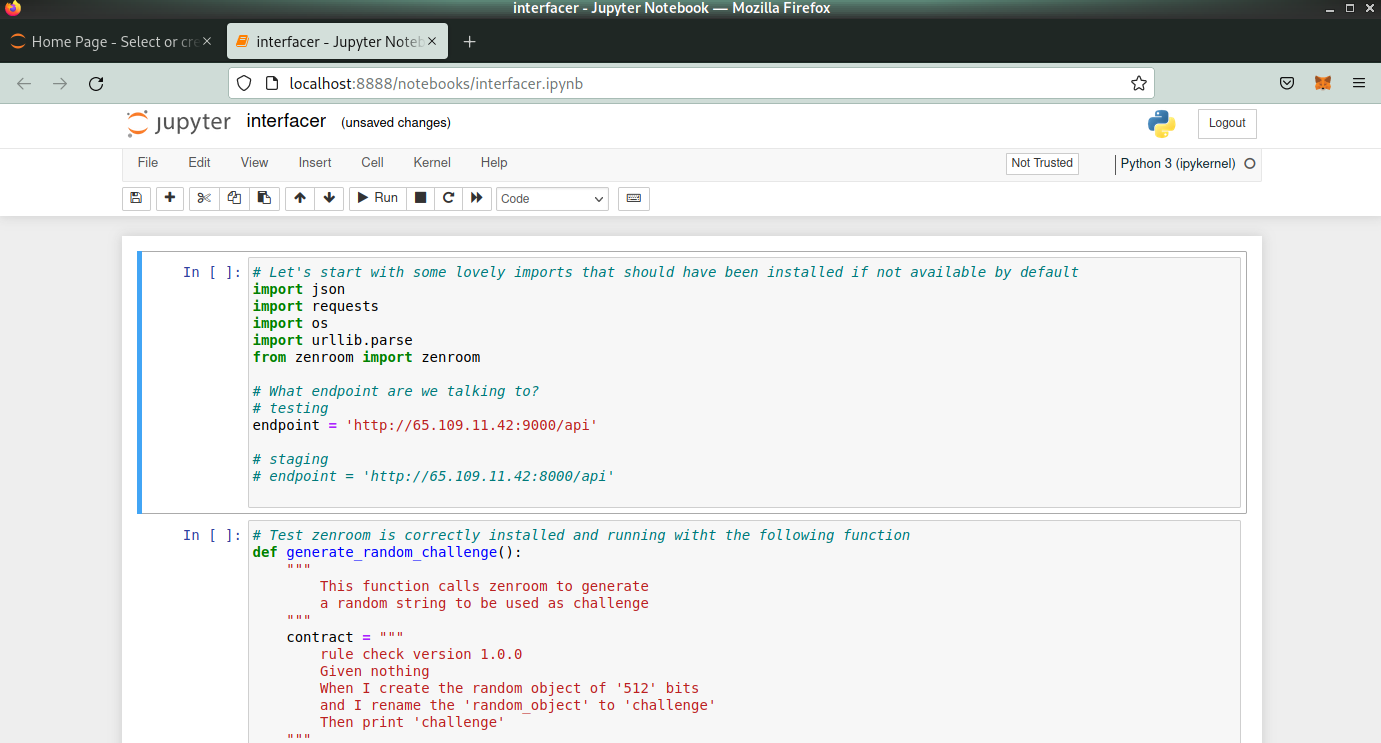 interfacer - Jupyter Notebook — Mozilla Firefox
Home Page - Select or cre
interfacer - Jupyter Noteb
localhost:8888/notebooks/interfacer.ipynb
jupyter interfacer (unsaved changes) Logout
File Edit View Insert Cell Kernel Help Not Trusted Python 3 (ipykernel)
Run Code
In [ ]: # Let's start with some lovely imports that should have been installed if not available by default
import json
import requests
import os
import urllib.parse
from zenroom import zenroom
# What endpoint are we talking to?
# testing
endpoint = 'http://65.109.11.42:9000/api'
# staging
# endpoint = 'http://65.109.11.42:8000/api'
In [ ]: # Test zenroom is correctly installed and running witht the following function
def generate_random_challenge():
"""
This function calls zenroom to generate
a random string to be used as challenge
"""
contract = """
rule check version 1.0.0
Given nothing
When I create the random object of '512' bits
and I rename the 'random_object' to 'challenge'
Then print 'challenge'
"""